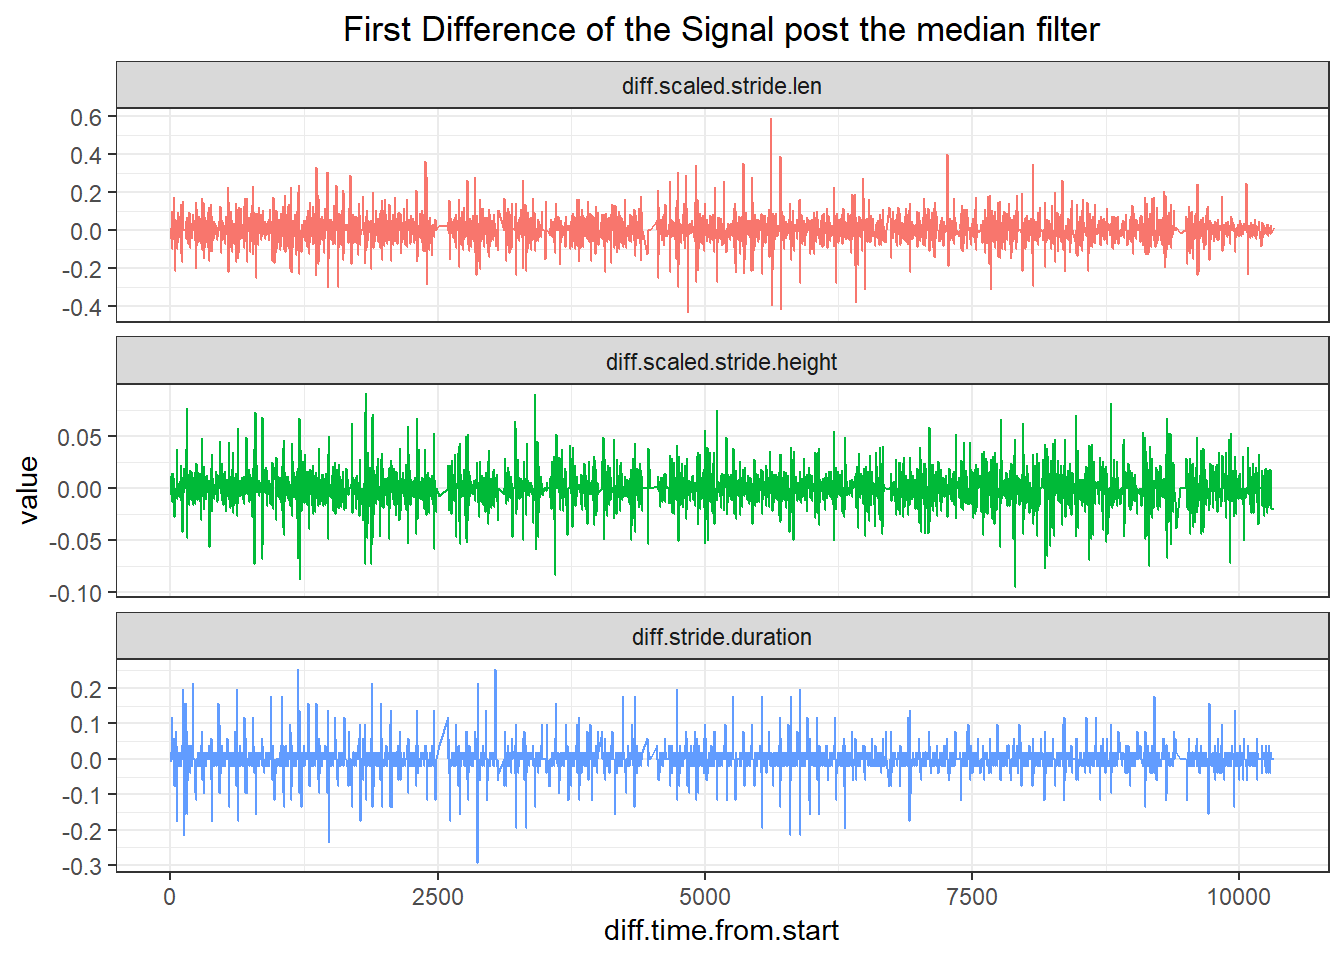 First Difference of the Signal post the median filter
diff.scaled.stride.len
0.6
0.4
0.2
0.0
-0.2
-0.4
diff.scaled.stride.height
0.05
0.00
-0.05
-0.10
value
diff.stride.duration
0.2
0.1
0.0
-0.1
-0.2
-0.3
0 2500 5000 7500 10000
diff.time.from.start